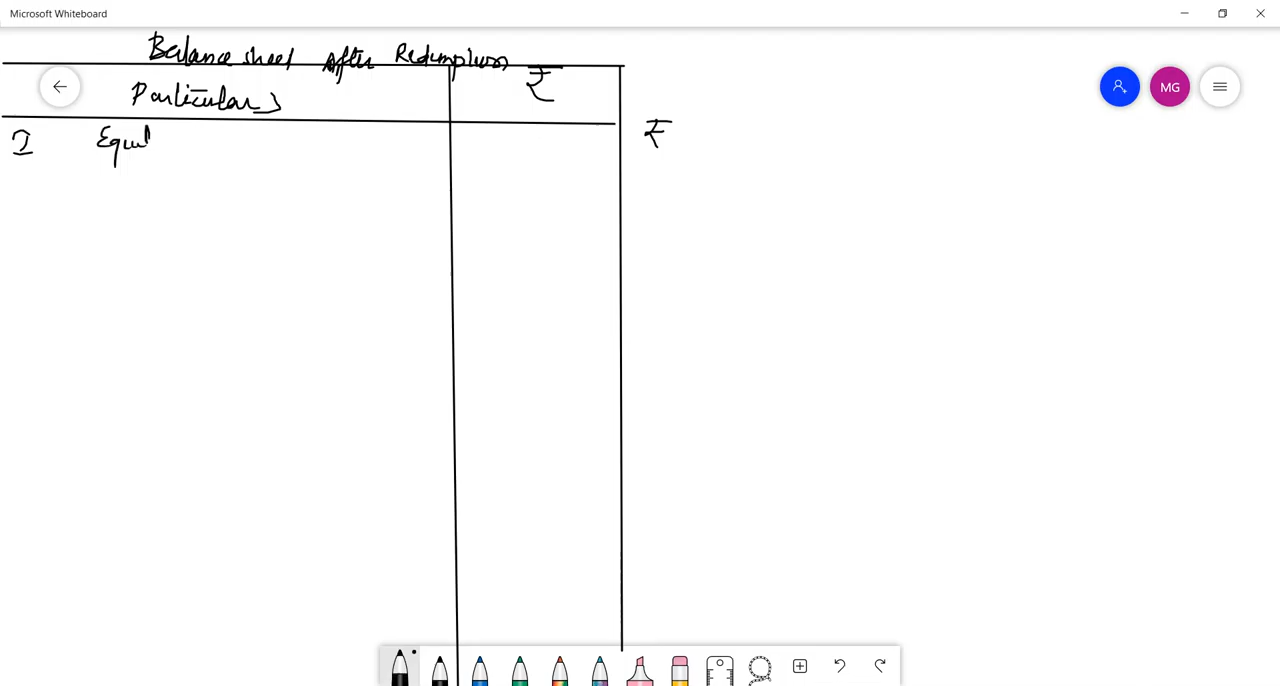 Microsoft Whiteboard
Balance sheet After Redemption
Particulars ₹
MG
I Equi
₹